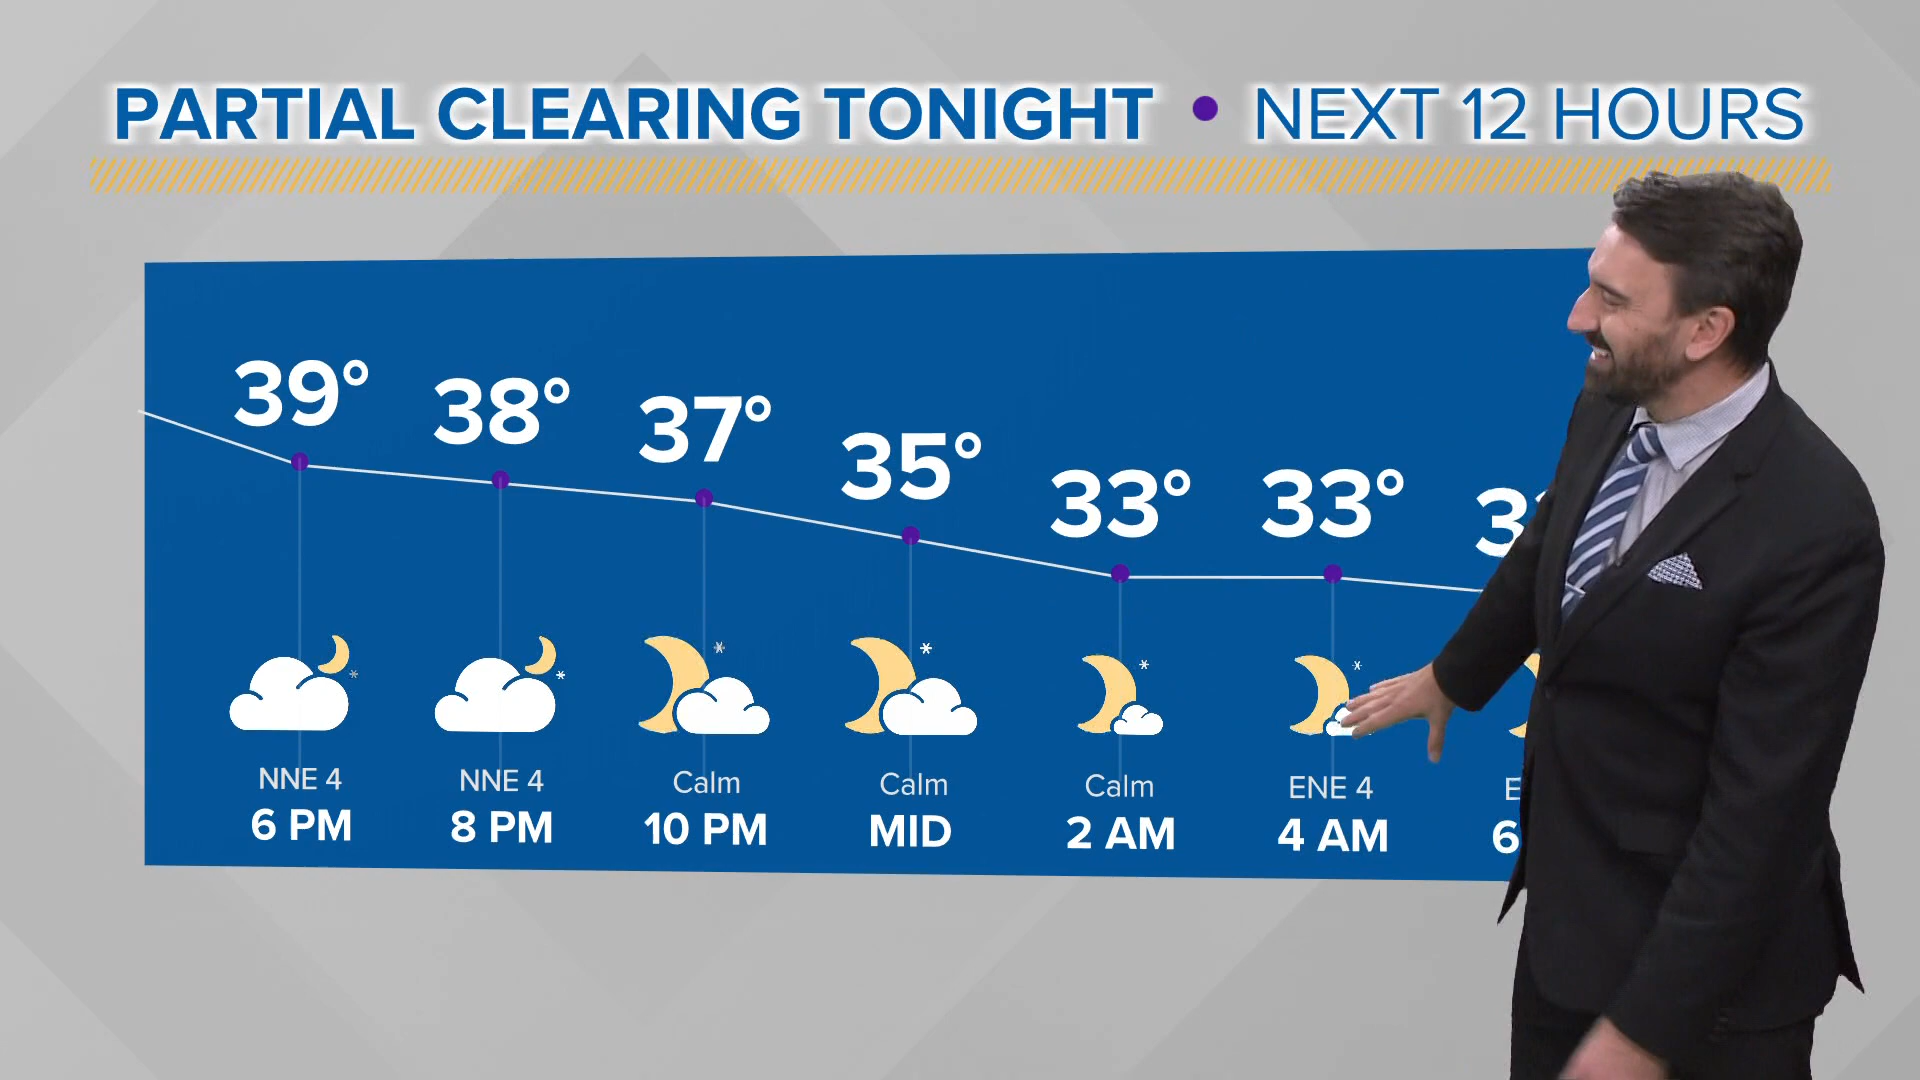 PARTIAL CLEARING TONIGHT • NEXT 12 HOURS
39° 38° 37° 35° 33° 33°
NNE 4 NNE 4 Calm Calm Calm ENE 4
6 PM 8 PM 10 PM MID 2 AM 4 AM